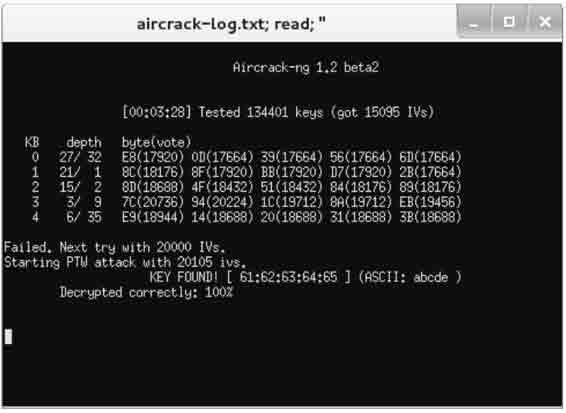 aircrack-log.txt; read; "
Aircrack-ng 1.2 beta2
[00:03:28] Tested 134401 keys (got 15095 IVs)
KB depth byte(vote)
0 27/ 32 E8(17920) 0D(17664) 39(17664) 56(17664) 6D(17664)
1 21/ 1 8C(18176) 8F(17920) BB(17920) D7(17920) 2B(17664)
2 15/ 2 8D(18688) 4F(18432) 51(18432) 84(18176) 89(18176)
3 3/ 9 7C(20736) 94(20224) 1C(19712) 8A(19712) EB(19456)
4 6/ 35 E9(18944) 14(18688) 20(18688) 31(18688) 3B(18688)
Failed. Next try with 20000 IVs.
Starting PTW attack with 20105 ivs.
KEY FOUND! [ 61:62:63:64:65 ] (ASCII: abcde )
Decrypted correctly: 100%